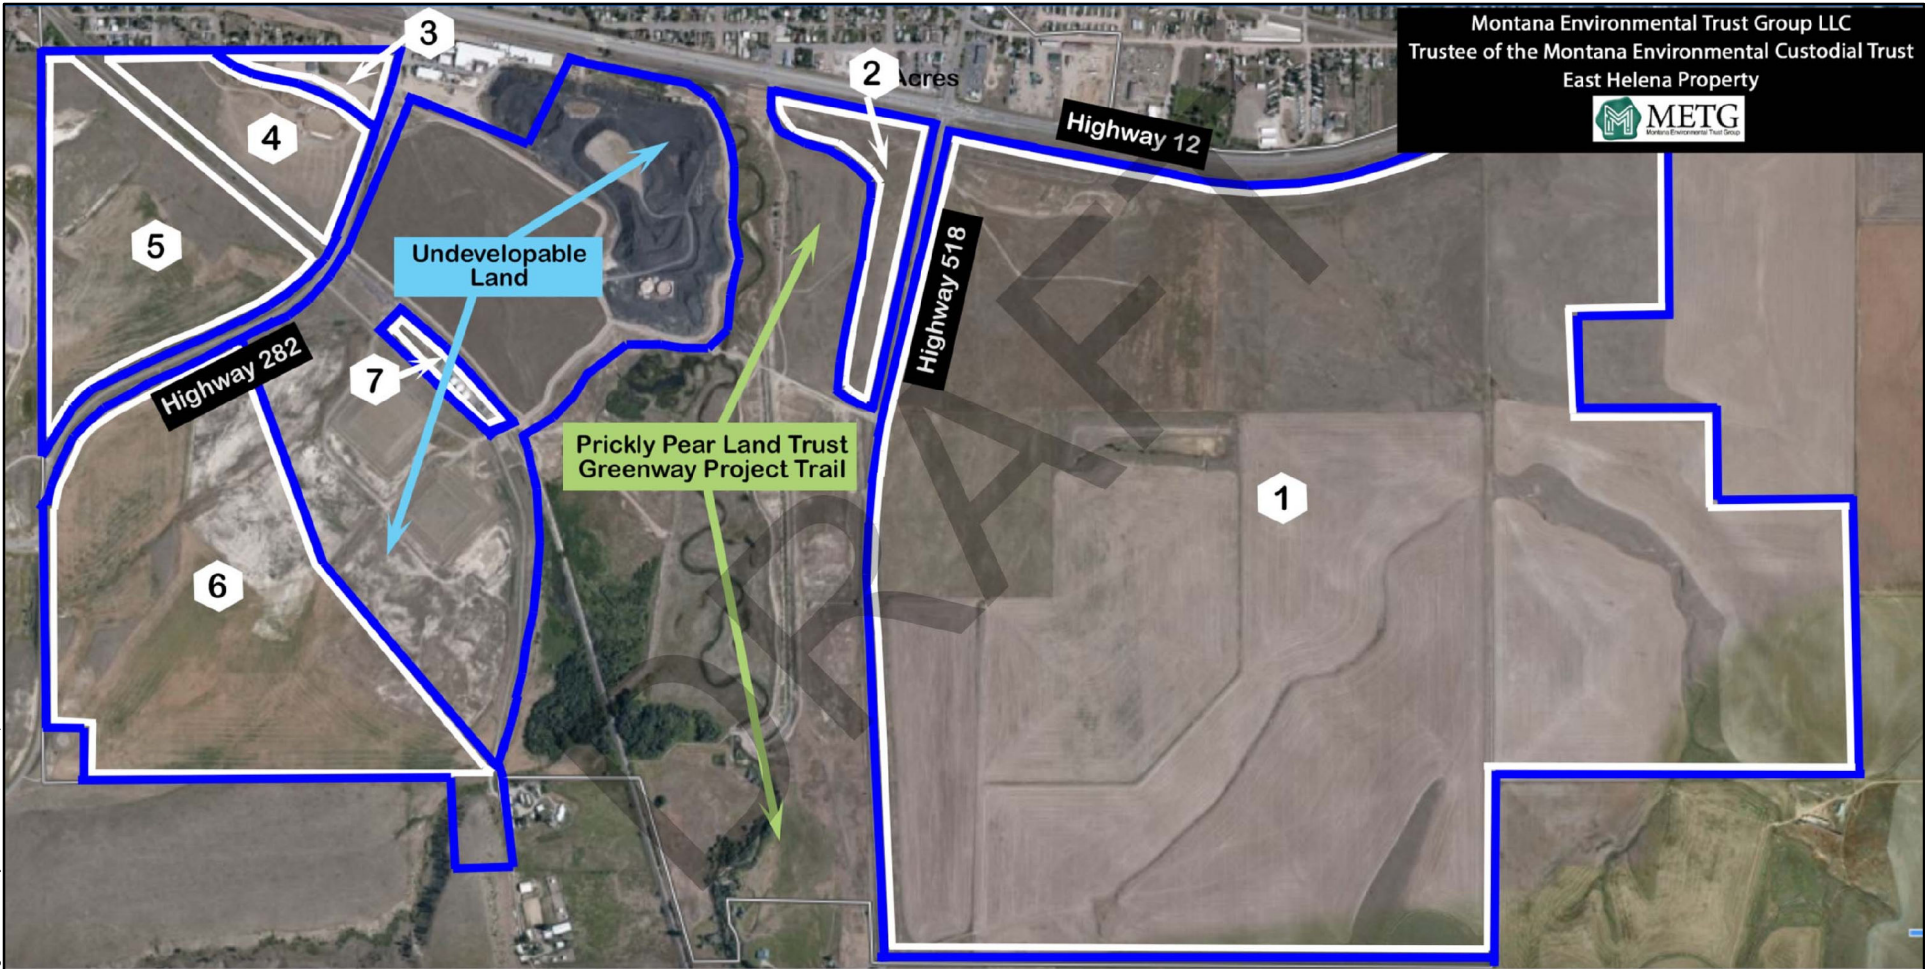 Montana Environmental Trust Group LLC
Trustee of the Montana Environmental Custodial Trust
East Helena Property
METG
Montana Environmental Trust Group
3
2
Acres
Highway 12
4
5
Undevelopable
Land
Highway 518
7
Highway 282
Prickly Pear Land Trust
Greenway Project Trail
1
6
DRAFT